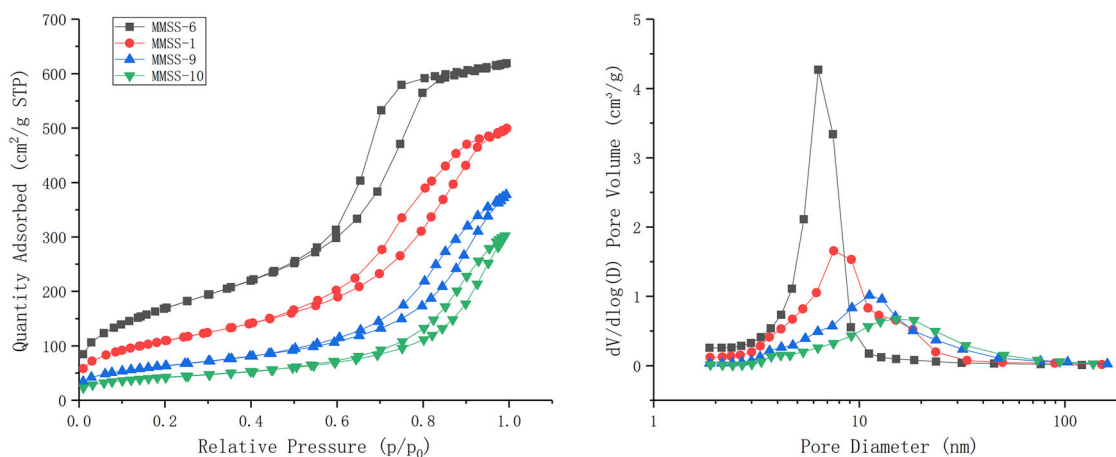 MMSS-6
MMSS-1
MMSS-9
MMSS-10
Quantity Adsorbed (cm²/g STP)
700
600
500
400
300
200
100
0
0.0 0.2 0.4 0.6 0.8 1.0
Relative Pressure (p/p₀)
dV/dlog(D) Pore Volume (cm³/g)
5
4
3
2
1
0
1 10 100
Pore Diameter (nm)